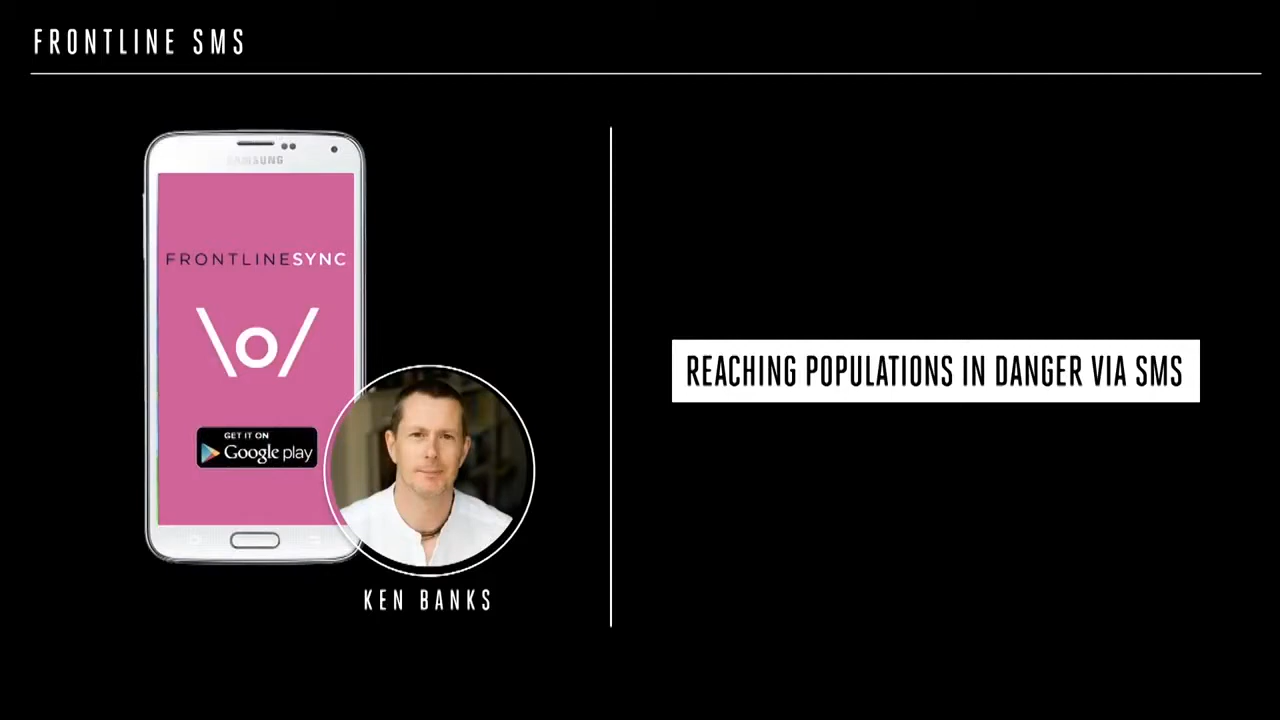 FRONTLINE SMS
SAMSUNG
FRONTLINESYNC
\o/
GET IT ON
Google play
KEN BANKS
REACHING POPULATIONS IN DANGER VIA SMS